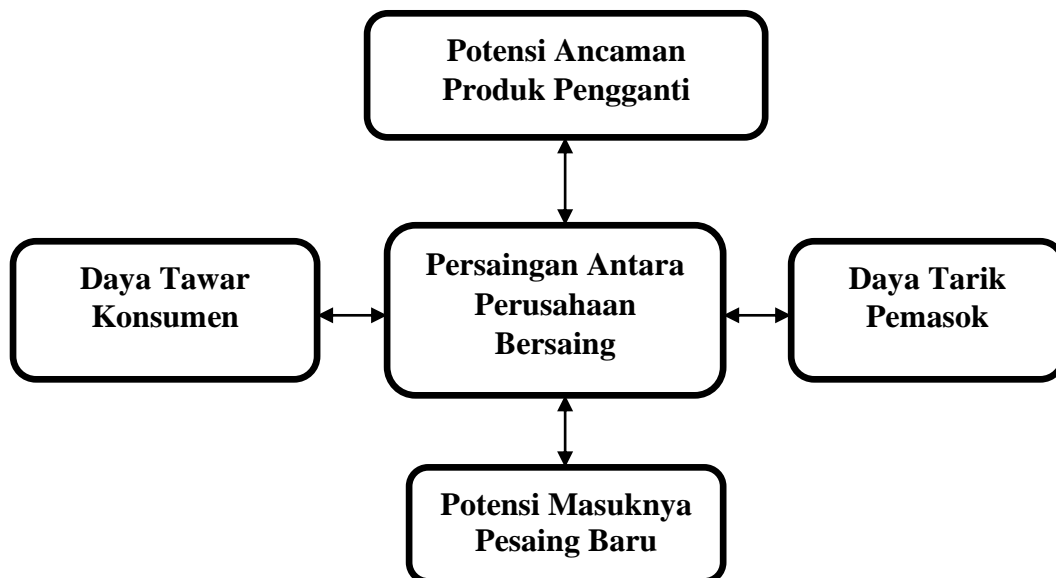 Potensi Ancaman
Produk Pengganti
Daya Tawar
Konsumen
Persaingan Antara
Perusahaan
Bersaing
Daya Tarik
Pemasok
Potensi Masuknya
Pesaing Baru